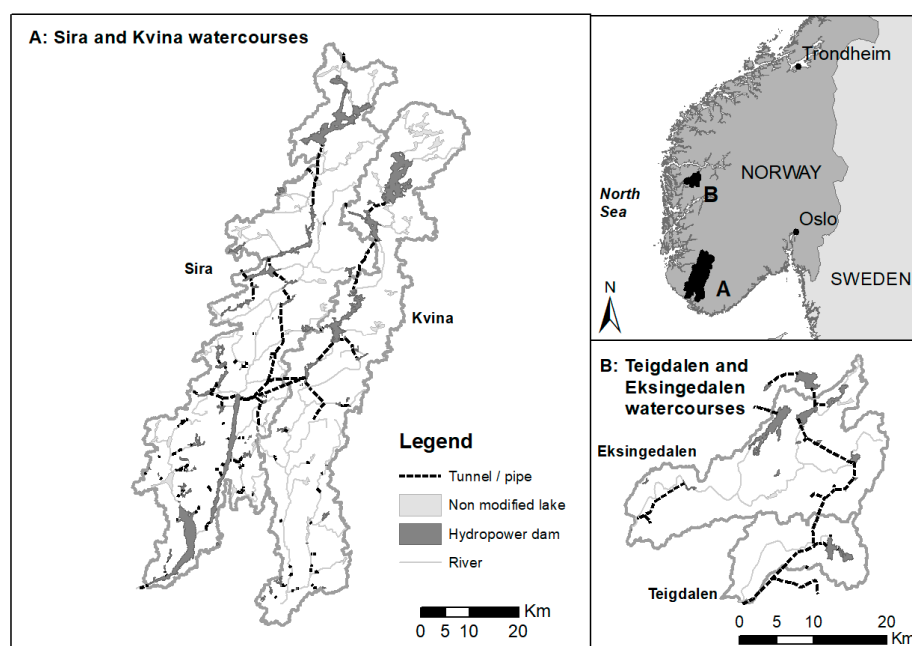 A: Sira and Kvina watercourses
Sira
Kvina
Legend
Tunnel / pipe
Non modified lake
Hydropower dam
River
Km
0 5 10 20
Trondheim
NORWAY
North
Sea
B
Oslo
SWEDEN
A
N
B: Teigdalen and
Eksingedalen
watercourses
Eksingedalen
Teigdalen
0 5 10 20
Km